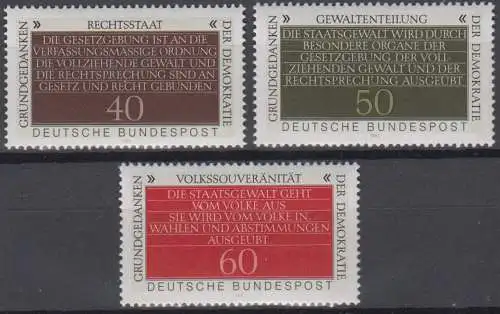 » RECHTSSTAAT «
GRUNDGEDANKEN
DIE GESETZGEBUNG IST AN DIE
VERFASSUNGSMÄSSIGE ORDNUNG
DIE VOLLZIEHENDE GEWALT UND
DIE RECHTSPRECHUNG SIND AN
GESETZ UND RECHT GEBUNDEN
40
DER DEMOKRATIE
DEUTSCHE BUNDESPOST
» GEWALTENTEILUNG «
GRUNDGEDANKEN
DIE STAATSGEWALT WIRD DURCH
BESONDERE ORGANE DER
GESETZGEBUNG DER VOLL-
ZIEHENDEN GEWALT UND DER
RECHTSPRECHUNG AUSGEÜBT
50
DER DEMOKRATIE
DEUTSCHE BUNDESPOST
» VOLKSSOUVERÄNITÄT «
GRUNDGEDANKEN
DIE STAATSGEWALT GEHT
VOM VOLKE AUS
SIE WIRD VOM VOLKE IN
WAHLEN UND ABSTIMMUNGEN
AUSGEÜBT
60
DER DEMOKRATIE
DEUTSCHE BUNDESPOST